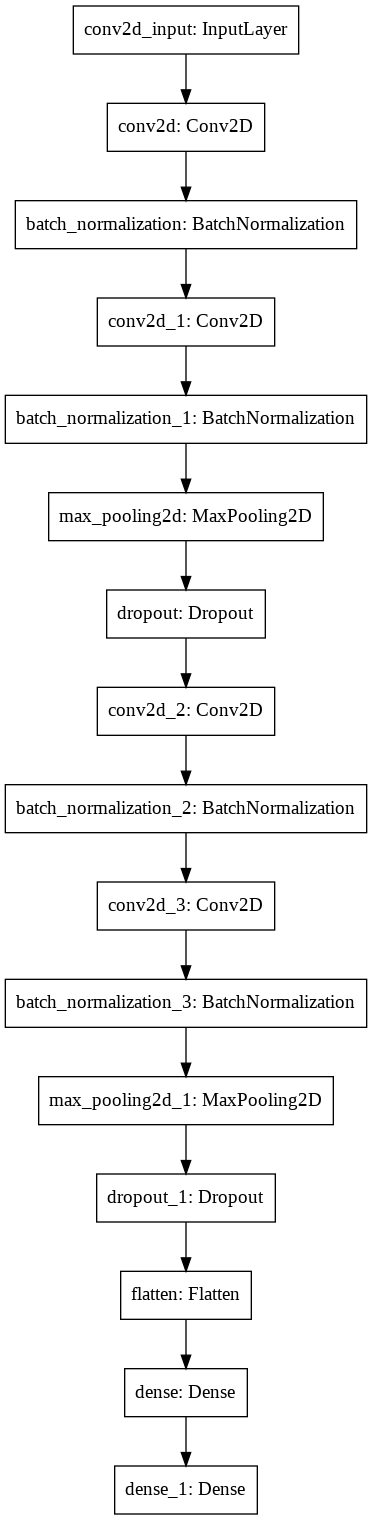 conv2d_input: InputLayer
conv2d: Conv2D
batch_normalization: BatchNormalization
conv2d_1: Conv2D
batch_normalization_1: BatchNormalization
max_pooling2d: MaxPooling2D
dropout: Dropout
conv2d_2: Conv2D
batch_normalization_2: BatchNormalization
conv2d_3: Conv2D
batch_normalization_3: BatchNormalization
max_pooling2d_1: MaxPooling2D
dropout_1: Dropout
flatten: Flatten
dense: Dense
dense_1: Dense